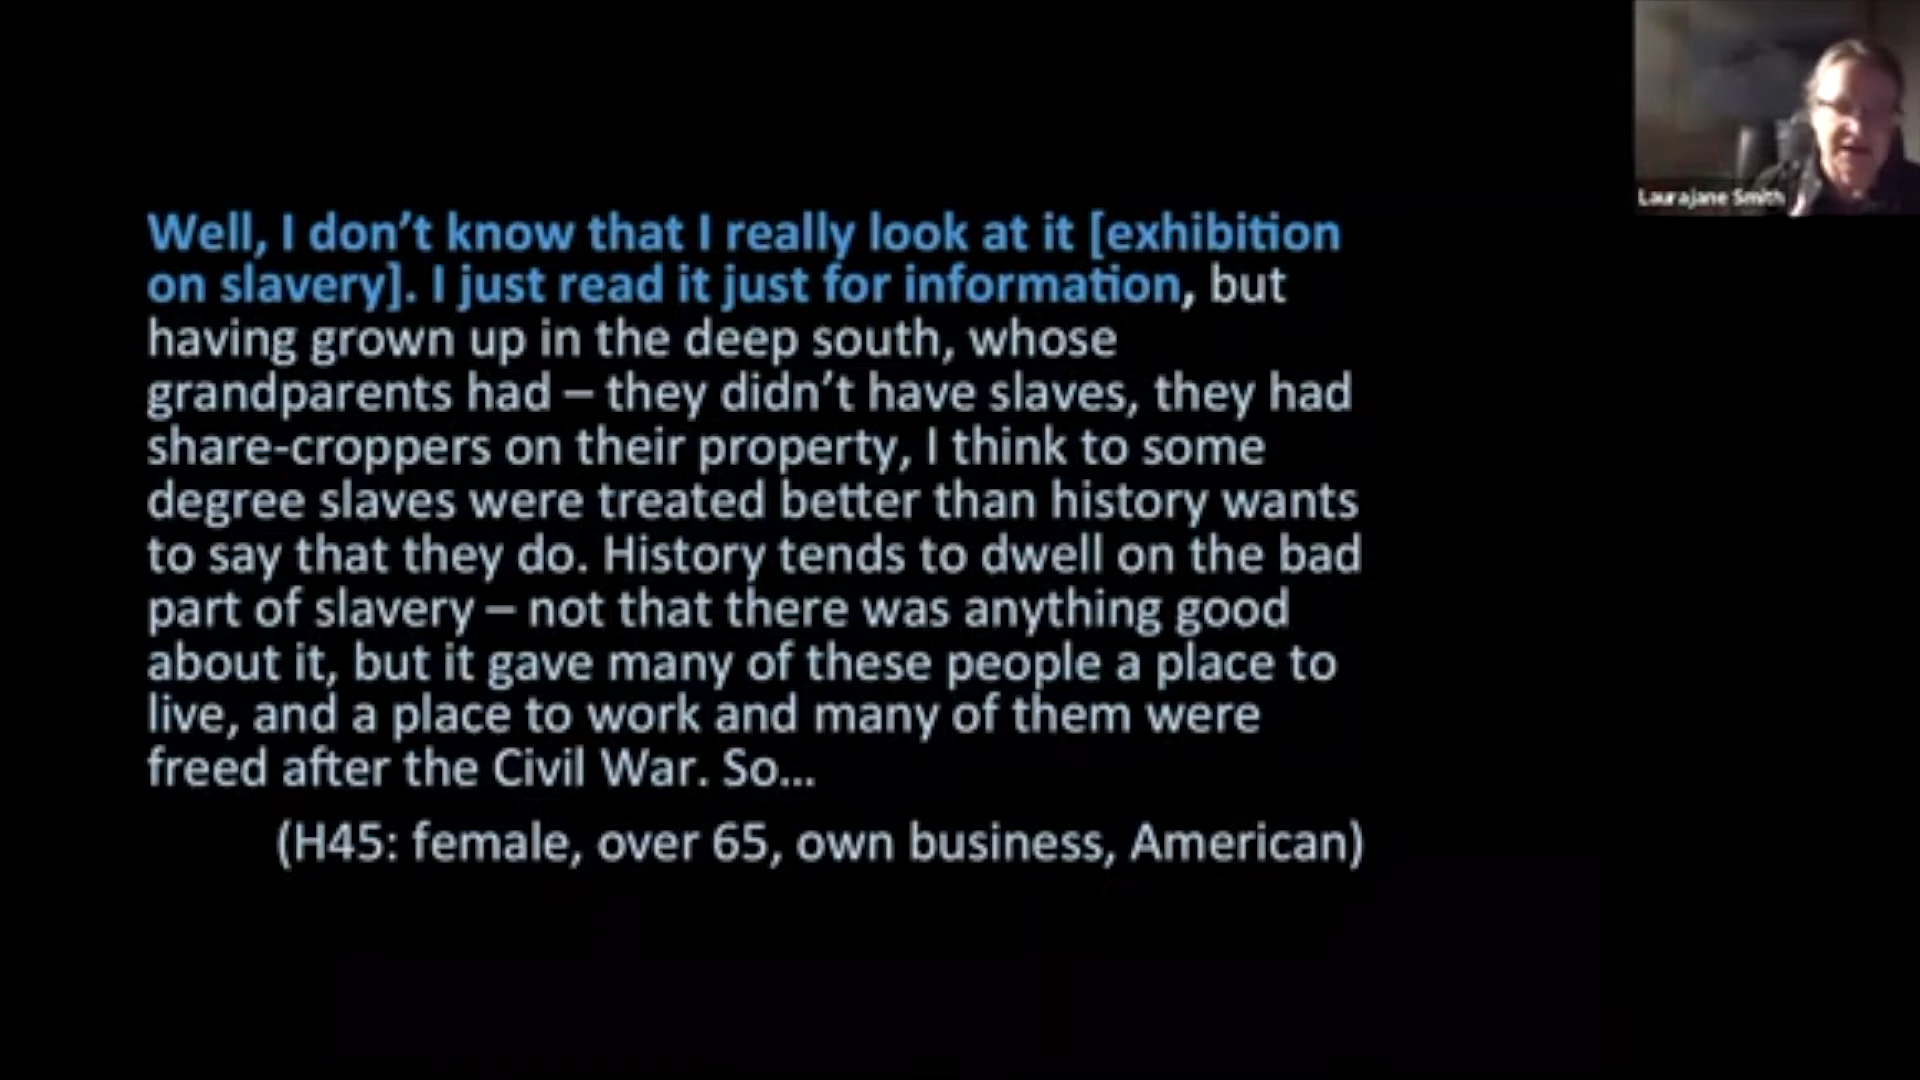 Well, I don't know that I really look at it [exhibition
on slavery]. I just read it just for information, but
having grown up in the deep south, whose
grandparents had – they didn't have slaves, they had
share-croppers on their property, I think to some
degree slaves were treated better than history wants
to say that they do. History tends to dwell on the bad
part of slavery – not that there was anything good
about it, but it gave many of these people a place to
live, and a place to work and many of them were
freed after the Civil War. So...
(H45: female, over 65, own business, American)
Laurajane Smith